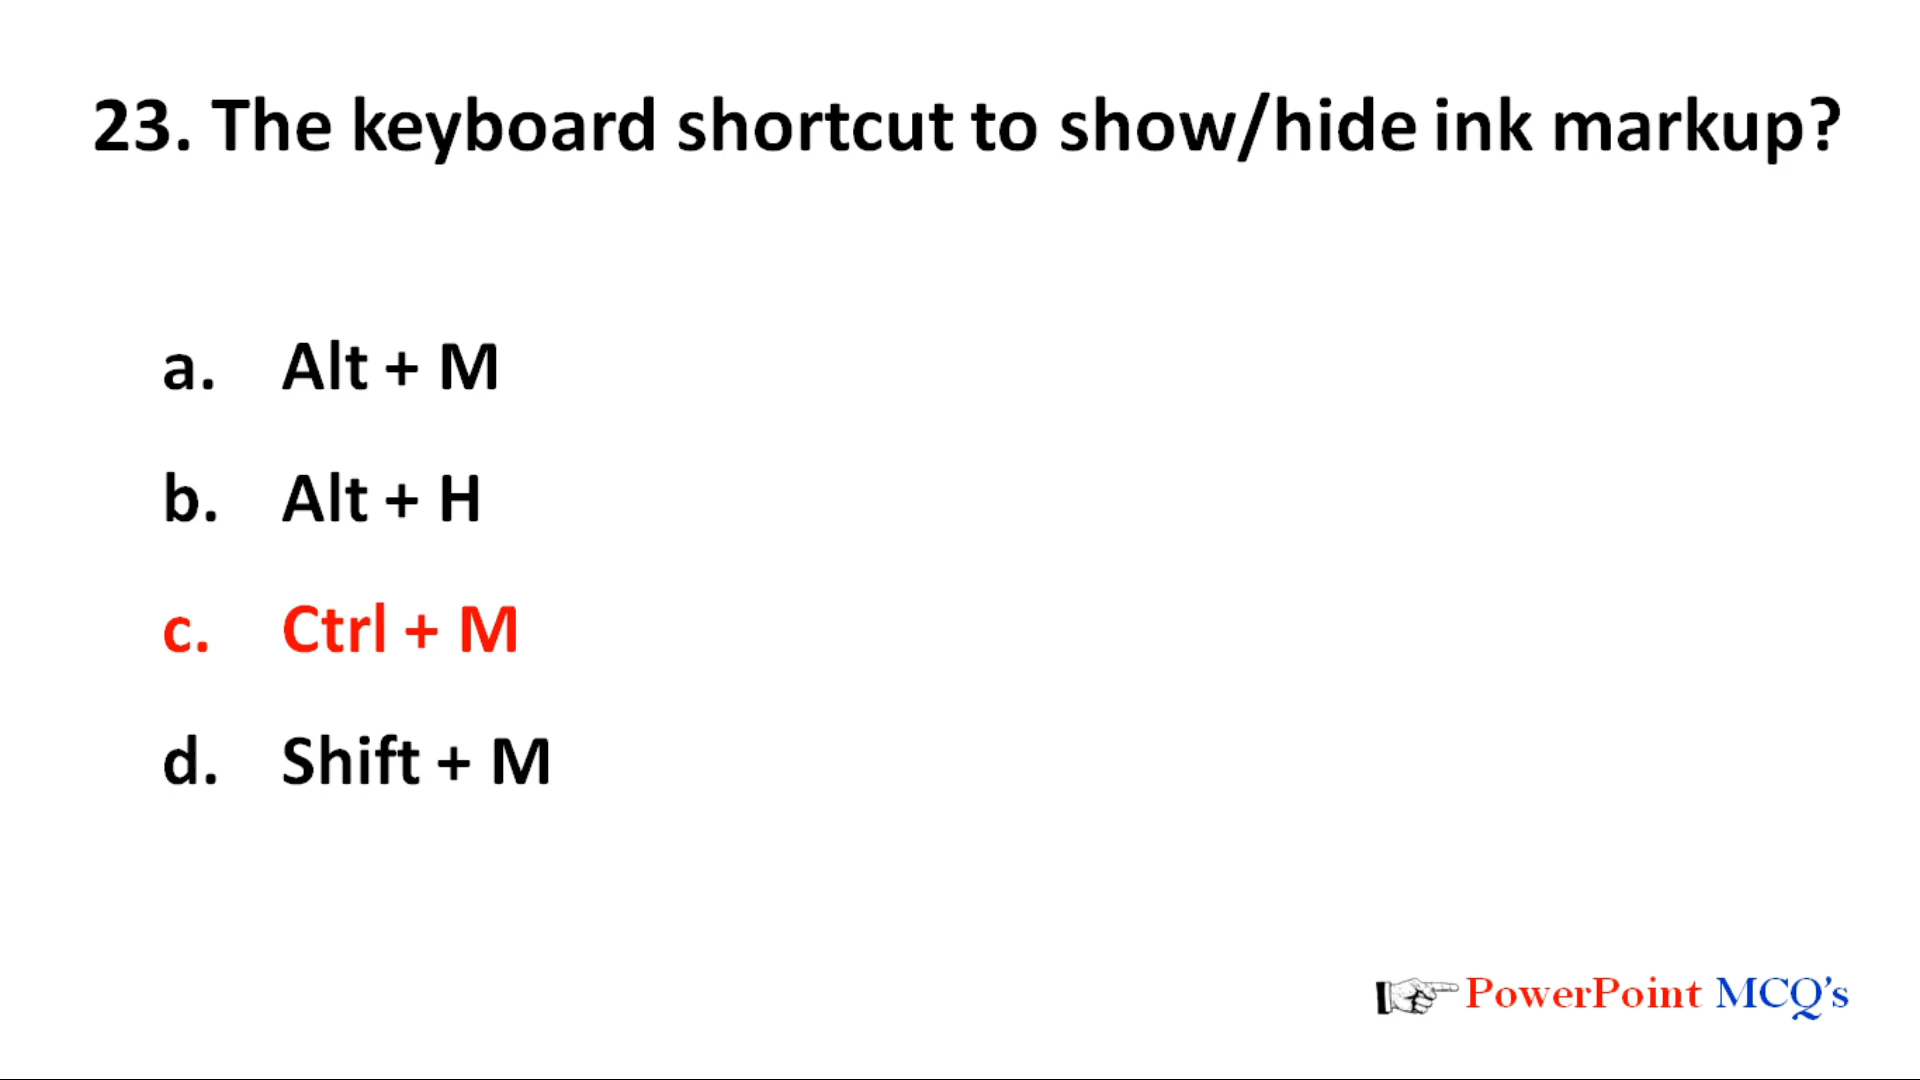 23. The keyboard shortcut to show/hide ink markup?
a. Alt + M
b. Alt + H
c. Ctrl + M
d. Shift + M
PowerPoint MCQ's